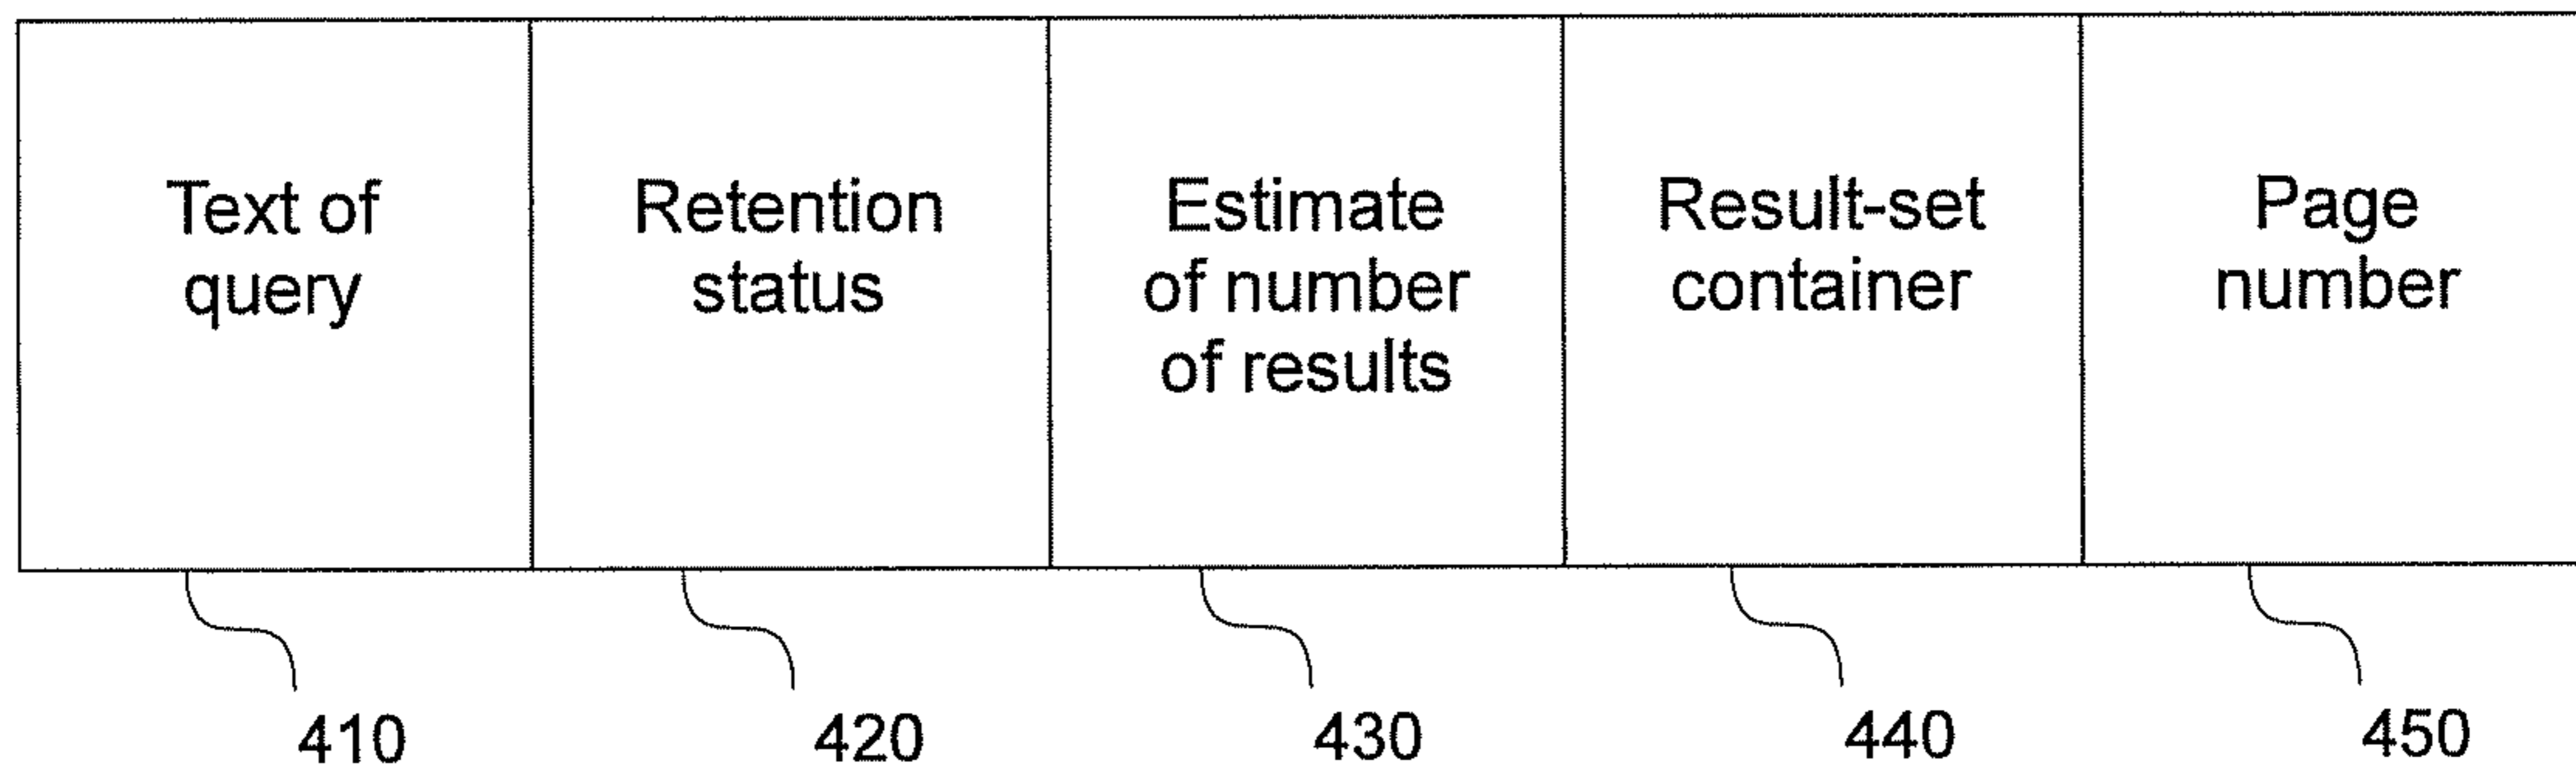 Text of
query
Retention
status
Estimate
of number
of results
Result-set
container
Page
number
410
420
430
440
450